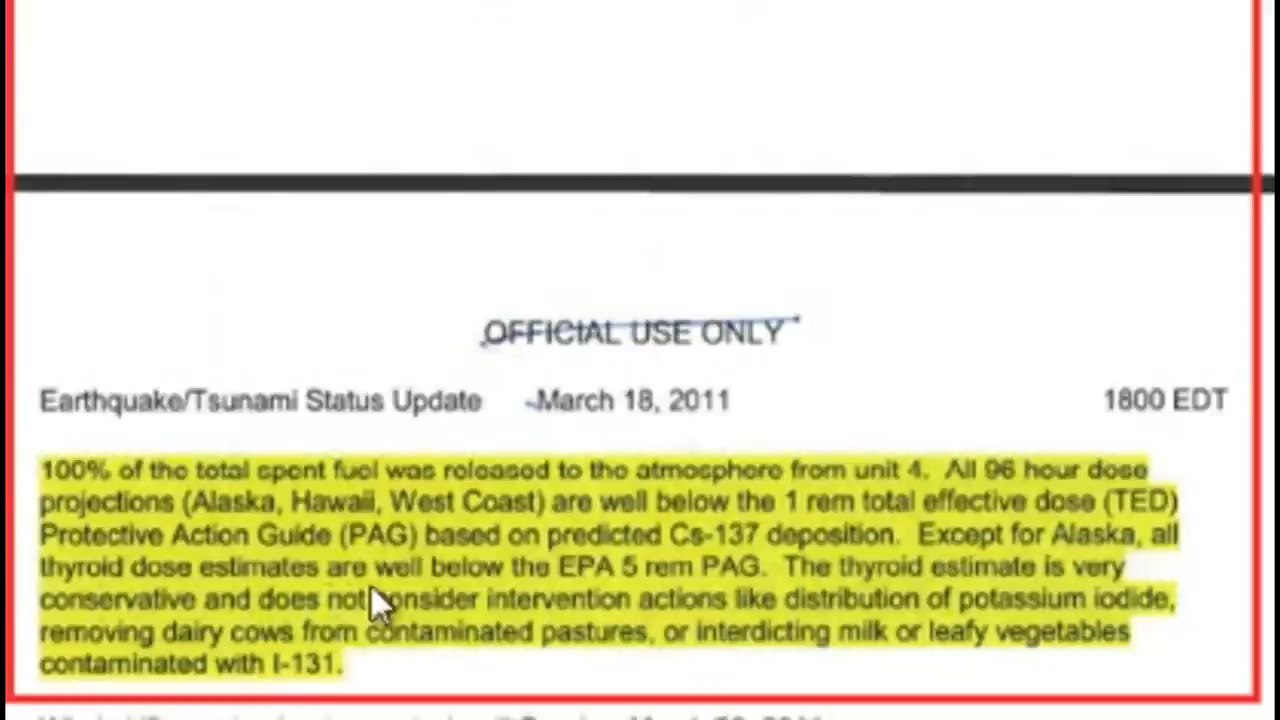 OFFICIAL USE ONLY
Earthquake/Tsunami Status Update -March 18, 2011 1800 EDT
100% of the total spent fuel was released to the atmosphere from unit 4. All 96 hour dose
projections (Alaska, Hawaii, West Coast) are well below the 1 rem total effective dose (TED)
Protective Action Guide (PAG) based on predicted Cs-137 deposition. Except for Alaska, all
thyroid dose estimates are well below the EPA 5 rem PAG. The thyroid estimate is very
conservative and does not consider intervention actions like distribution of potassium iodide,
removing dairy cows from contaminated pastures, or interdicting milk or leafy vegetables
contaminated with I-131.